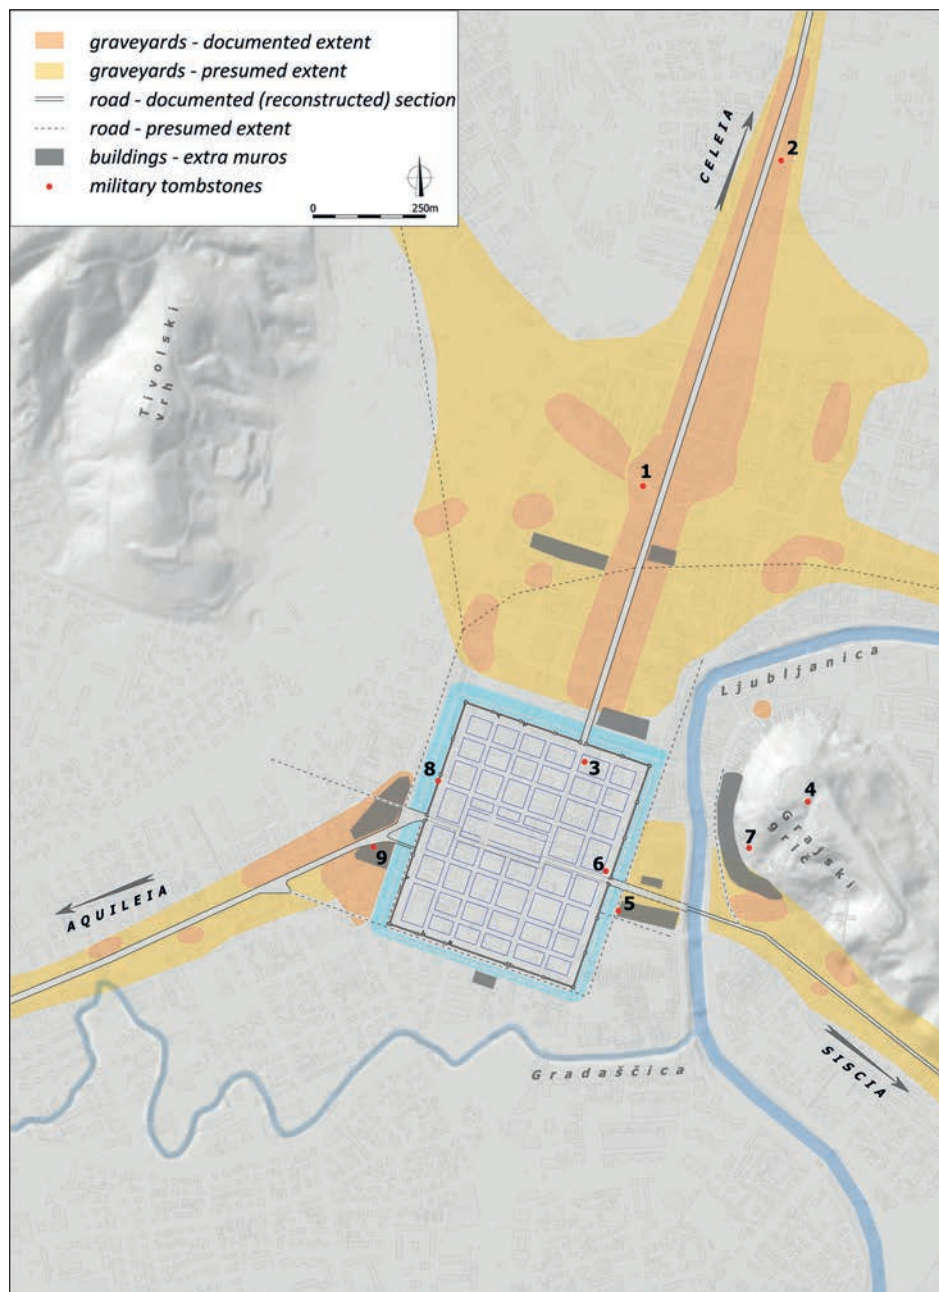 graveyards - documented extent
graveyards - presumed extent
road - documented (reconstructed) section
road - presumed extent
buildings - extra muros
military tombstones
0 250m
CELEIA
2
Tivolski
vrh
1
Ljubljanica
3
8
4
Grajski
grič
7
9
6
AQUILEIA
5
SISCIA
Gradaščica